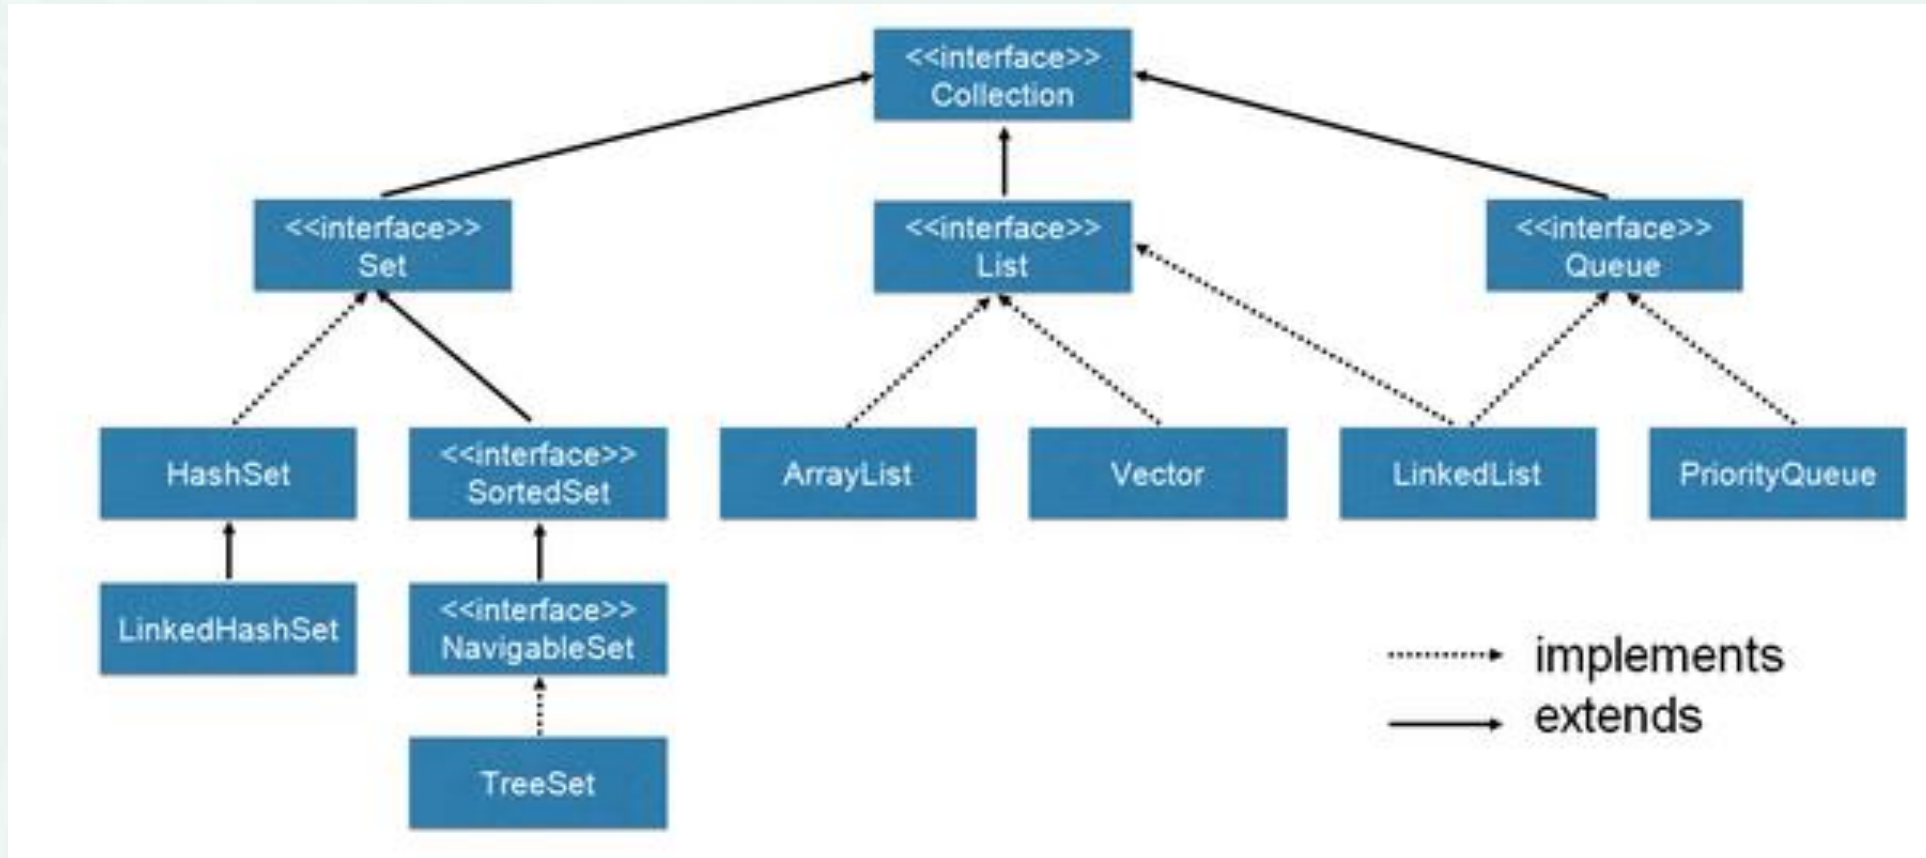 <<interface>>
Collection
<<interface>>
Set
<<interface>>
List
<<interface>>
Queue
HashSet
<<interface>>
SortedSet
ArrayList
Vector
LinkedList
PriorityQueue
LinkedHashSet
<<interface>>
NavigableSet
implements
extends
TreeSet